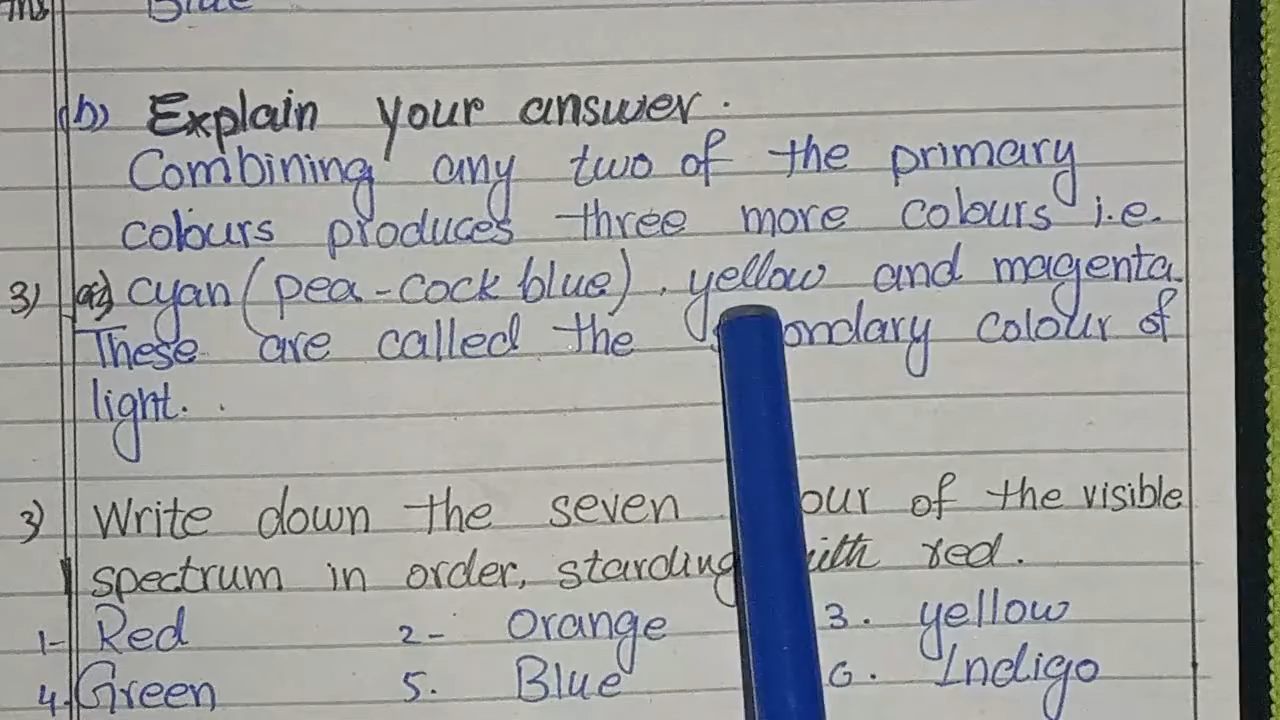 Blue
(b) Explain your answer.
Combining any two of the primary
colours produces three more colours i.e.
3) (a) cyan (pea-cock blue), yellow and magenta.
These are called the ondary colour of
light.
3) Write down the seven our of the visible
spectrum in order, starding ith red.
1- Red 2- Orange 3. yellow
4. Green 5. Blue 6. Indigo